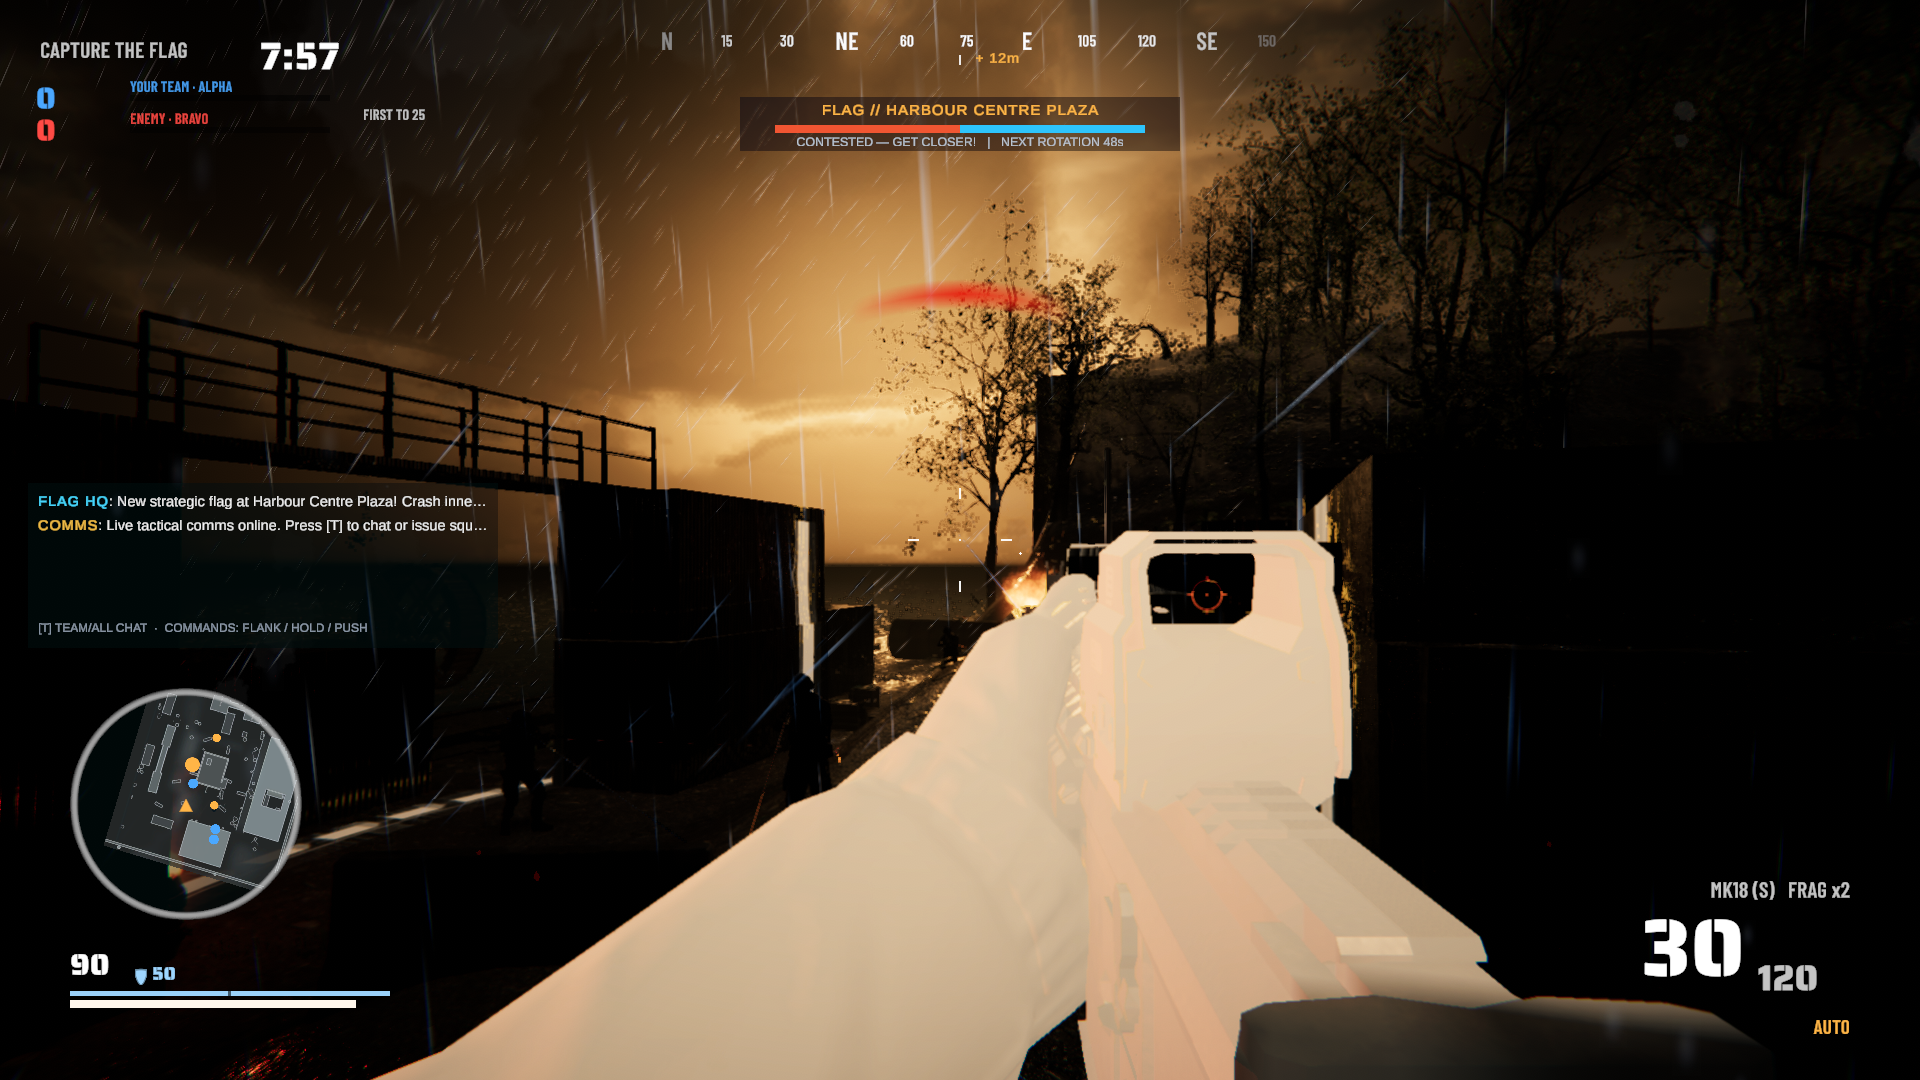 CAPTURE THE FLAG 7:57
0 YOUR TEAM · ALPHA
0 ENEMY · BRAVO
FIRST TO 25
N 15 30 NE 60 75 E 105 120 SE 150
+ 12m
FLAG // HARBOUR CENTRE PLAZA
CONTESTED — GET CLOSER! | NEXT ROTATION 48s
FLAG HQ: New strategic flag at Harbour Centre Plaza! Crash inne...
COMMS: Live tactical comms online. Press [T] to chat or issue squ...
[T] TEAM/ALL CHAT · COMMANDS: FLANK / HOLD / PUSH
90 50
MK18 (S) FRAG x2
30 120
AUTO